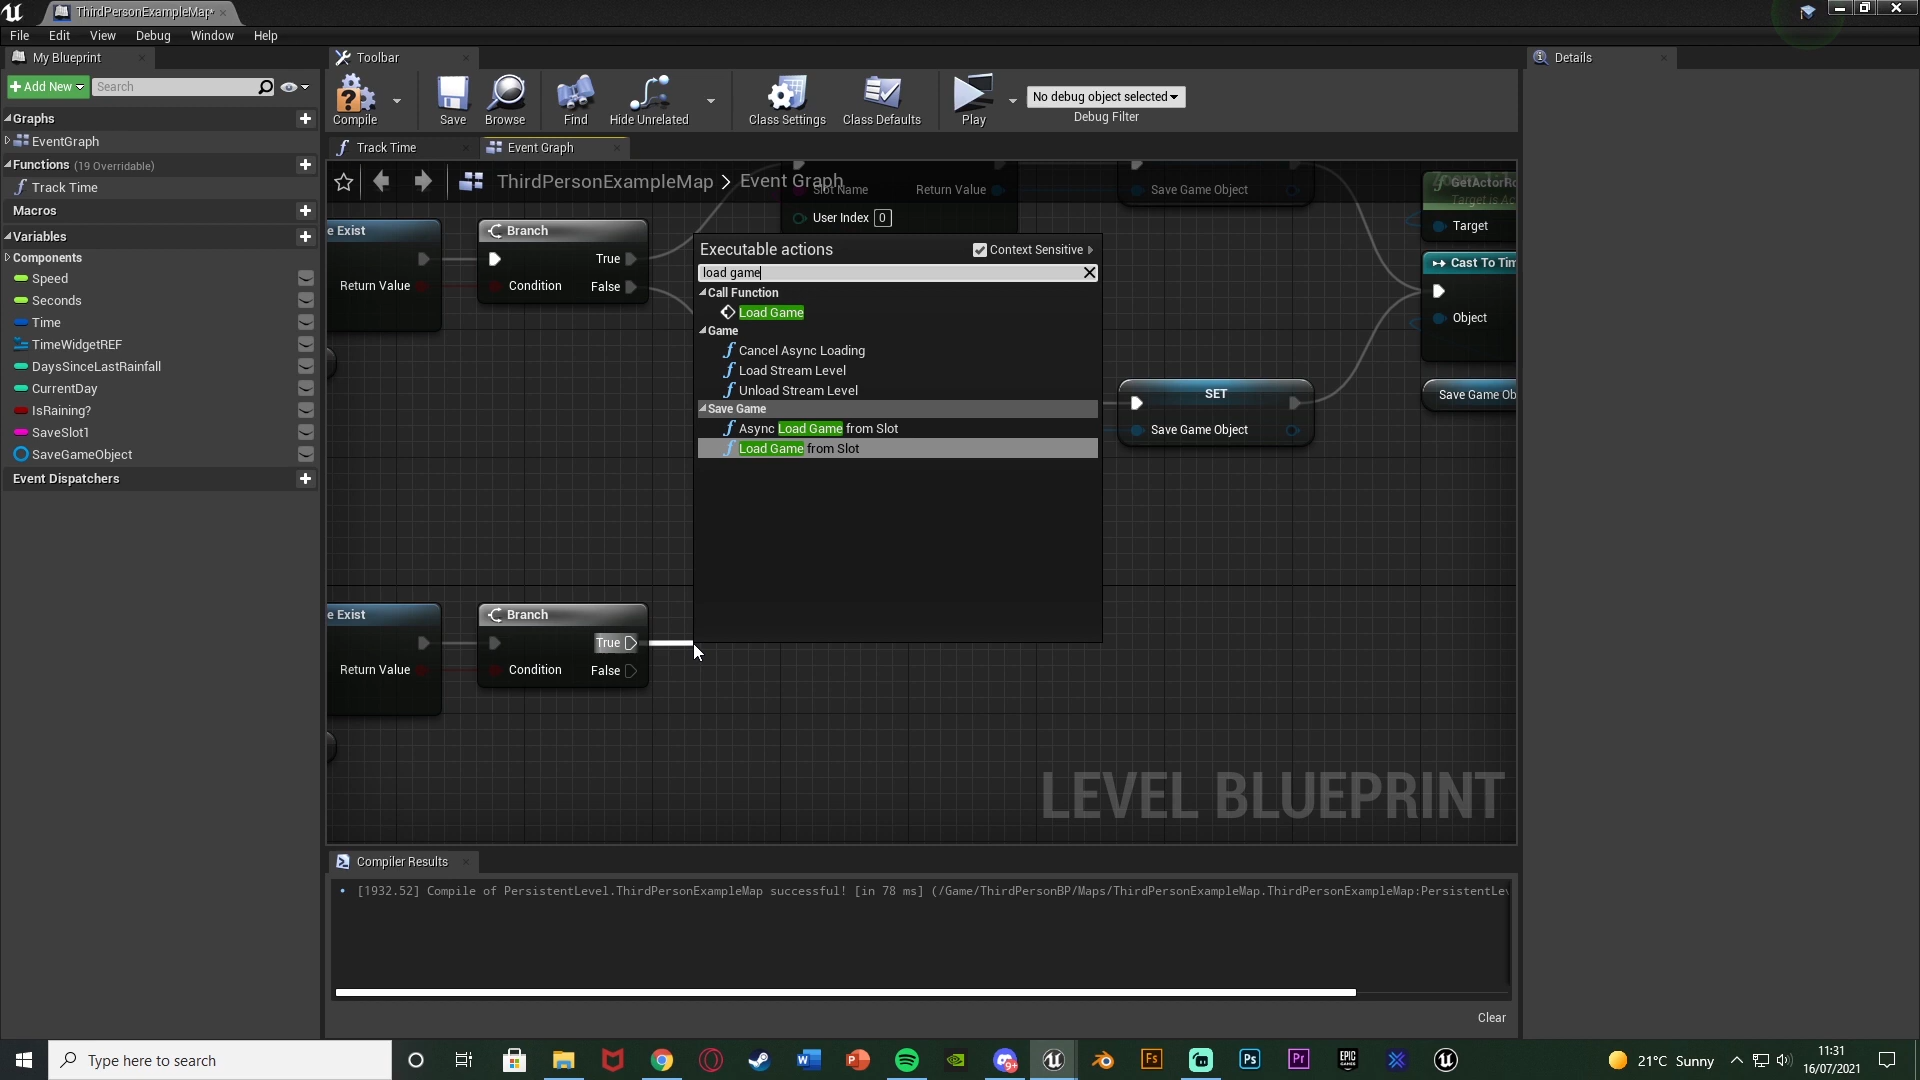 ThirdPersonExampleMap*
File Edit View Debug Window Help
My Blueprint
Toolbar
Details
Add New
Search
Compile
Save
Browse
Find
Hide Unrelated
Class Settings
Class Defaults
Play
No debug object selected
Debug Filter
Graphs
EventGraph
Functions (19 Overridable)
Track Time
Macros
Variables
Components
Speed
Seconds
Time
TimeWidgetREF
DaysSinceLastRainfall
CurrentDay
IsRaining?
SaveSlot1
SaveGameObject
Event Dispatchers
Track Time
Event Graph
ThirdPersonExampleMap > Event Graph
Slot Name Return Value
User Index 0
Save Game Object
GetActorRo
Target is Ac
Target
e Exist
Return Value
Branch
True
Condition False
Cast To Tim
Object
Save Game Ob
SET
Save Game Object
Executable actions
Context Sensitive
load game
Call Function
Load Game
Game
Cancel Async Loading
Load Stream Level
Unload Stream Level
Save Game
Async Load Game from Slot
Load Game from Slot
e Exist
Return Value
Branch
True
Condition False
LEVEL BLUEPRINT
Compiler Results
[1932.52] Compile of PersistentLevel.ThirdPersonExampleMap successful! [in 78 ms] (/Game/ThirdPersonBP/Maps/ThirdPersonExampleMap.ThirdPersonExampleMap:PersistentLe
Clear
Type here to search
21°C Sunny
11:31
16/07/2021